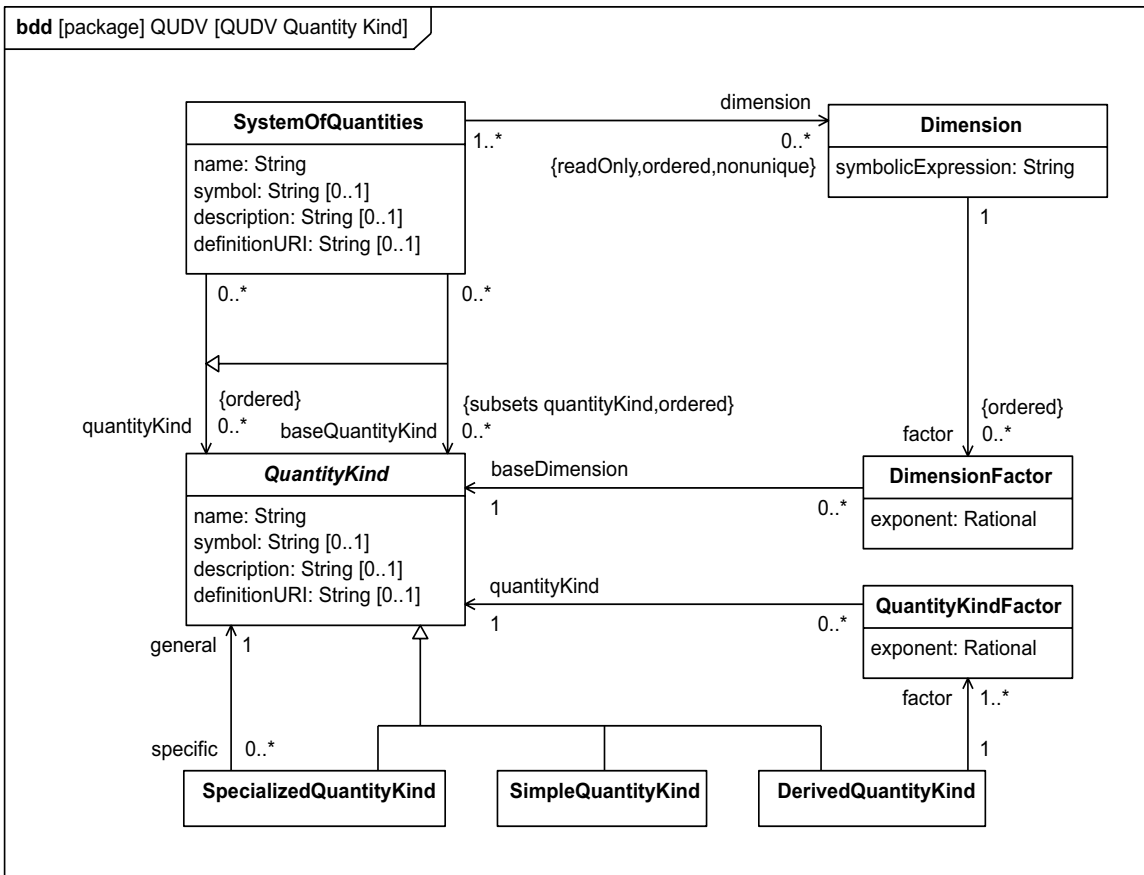 bdd [package] QUDV [QUDV Quantity Kind]
SystemOfQuantities
name: String
symbol: String [0..1]
description: String [0..1]
definitionURI: String [0..1]
dimension
1..*
0..*
{readOnly,ordered,nonunique}
Dimension
symbolicExpression: String
1
0..*
0..*
quantityKind
{ordered}
0..*
baseQuantityKind
{subsets quantityKind,ordered}
0..*
factor
{ordered}
0..*
QuantityKind
name: String
symbol: String [0..1]
description: String [0..1]
definitionURI: String [0..1]
baseDimension
1
0..*
DimensionFactor
exponent: Rational
quantityKind
1
0..*
QuantityKindFactor
exponent: Rational
general
1
factor
1..*
specific
0..*
1
SpecializedQuantityKind
SimpleQuantityKind
DerivedQuantityKind